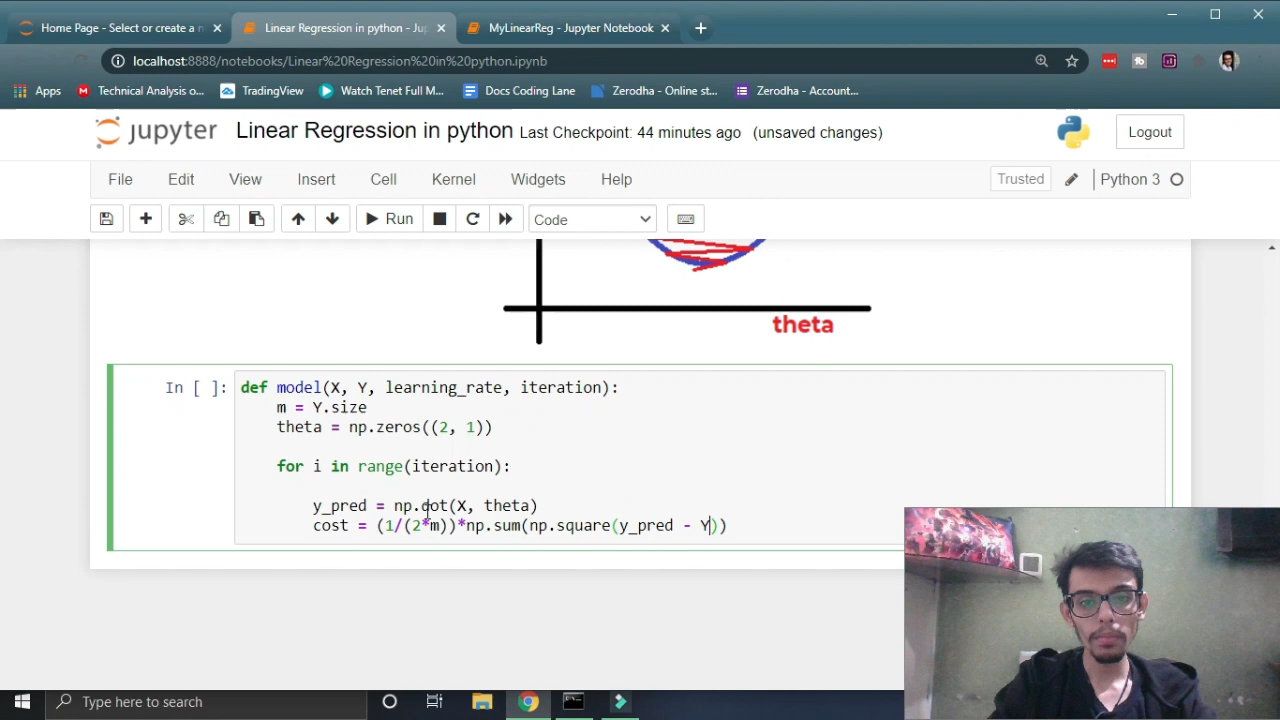 Home Page - Select or create a n
Linear Regression in python - Jup
MyLinearReg - Jupyter Notebook
localhost:8888/notebooks/Linear%20Regression%20in%20python.ipynb
Apps
Technical Analysis o...
TradingView
Watch Tenet Full M...
Docs Coding Lane
Zerodha - Online st...
Zerodha - Account...
jupyter Linear Regression in python Last Checkpoint: 44 minutes ago (unsaved changes)
Logout
File Edit View Insert Cell Kernel Widgets Help
Trusted
Python 3
Run
Code
theta
In [ ]:
def model(X, Y, learning_rate, iteration):
m = Y.size
theta = np.zeros((2, 1))
for i in range(iteration):
y_pred = np.dot(X, theta)
cost = (1/(2*m))*np.sum(np.square(y_pred - Y))
Type here to search